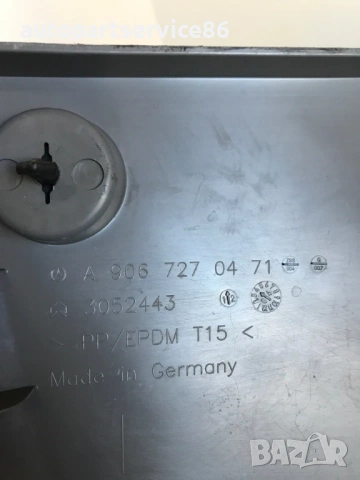 autopartservice86
A 906 727 04 71
3052443
> PP/EPDM T15 <
Made in Germany
BAZAR